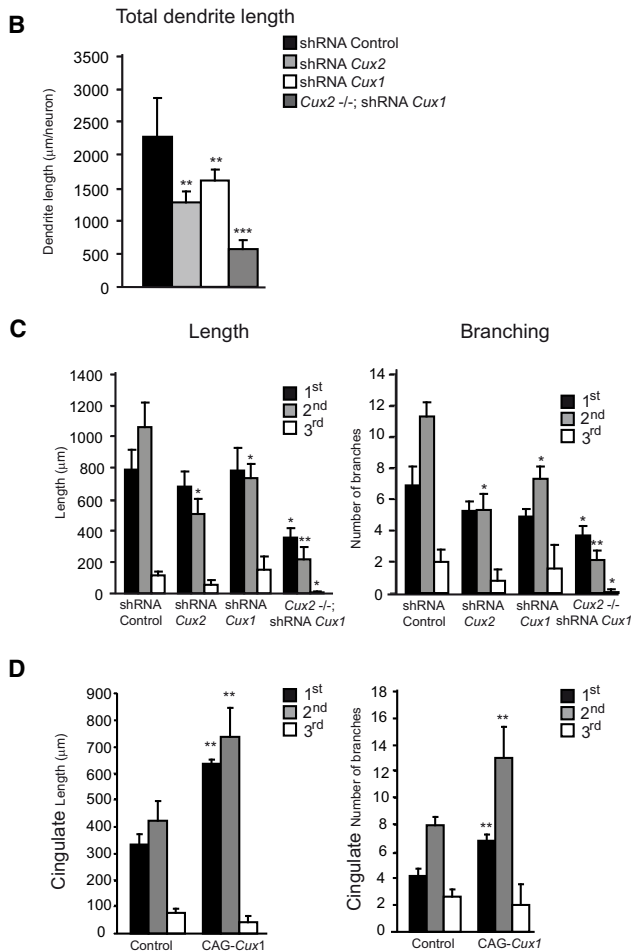 B
Total dendrite length
shRNA Control
shRNA Cux2
shRNA Cux1
Cux2 -/-; shRNA Cux1
Dendrite length (µm/neuron)
3500
3000
2500
2000
1500
1000
500
0
**
**
***
C
Length
Branching
Length (µm)
1400
1200
1000
800
600
400
200
0
1st
2nd
3rd
*
*
*
**
*
shRNA Control
shRNA Cux2
shRNA Cux1
Cux2 -/-; shRNA Cux1
Number of branches
14
12
10
8
6
4
2
0
1st
2nd
3rd
*
*
*
**
*
shRNA Control
shRNA Cux2
shRNA Cux1
Cux2 -/- shRNA Cux1
D
Cingulate Length (µm)
900
800
700
600
500
400
300
200
100
0
1st
2nd
3rd
**
**
Control
CAG-Cux1
Cingulate Number of branches
18
16
14
12
10
8
6
4
2
0
1st
2nd
3rd
**
**
Control
CAG-Cux1